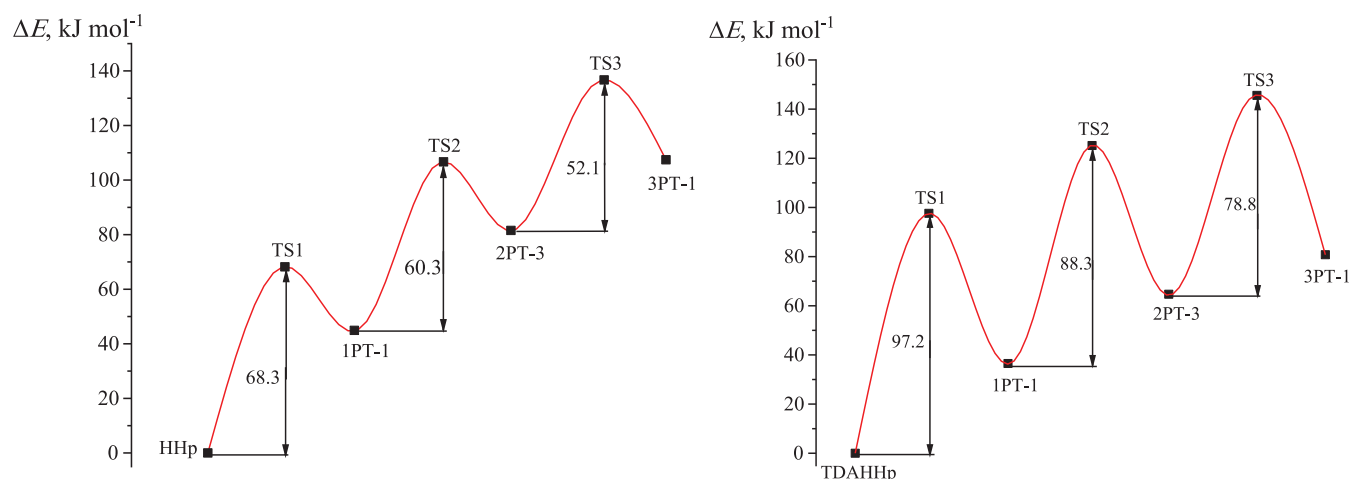 ΔE, kJ mol⁻¹
140
120
100
80
60
40
20
0
HHp
TS1
68.3
1PT-1
TS2
60.3
2PT-3
TS3
52.1
3PT-1
ΔE, kJ mol⁻¹
160
140
120
100
80
60
40
20
0
TDAHHp
TS1
97.2
1PT-1
TS2
88.3
2PT-3
TS3
78.8
3PT-1